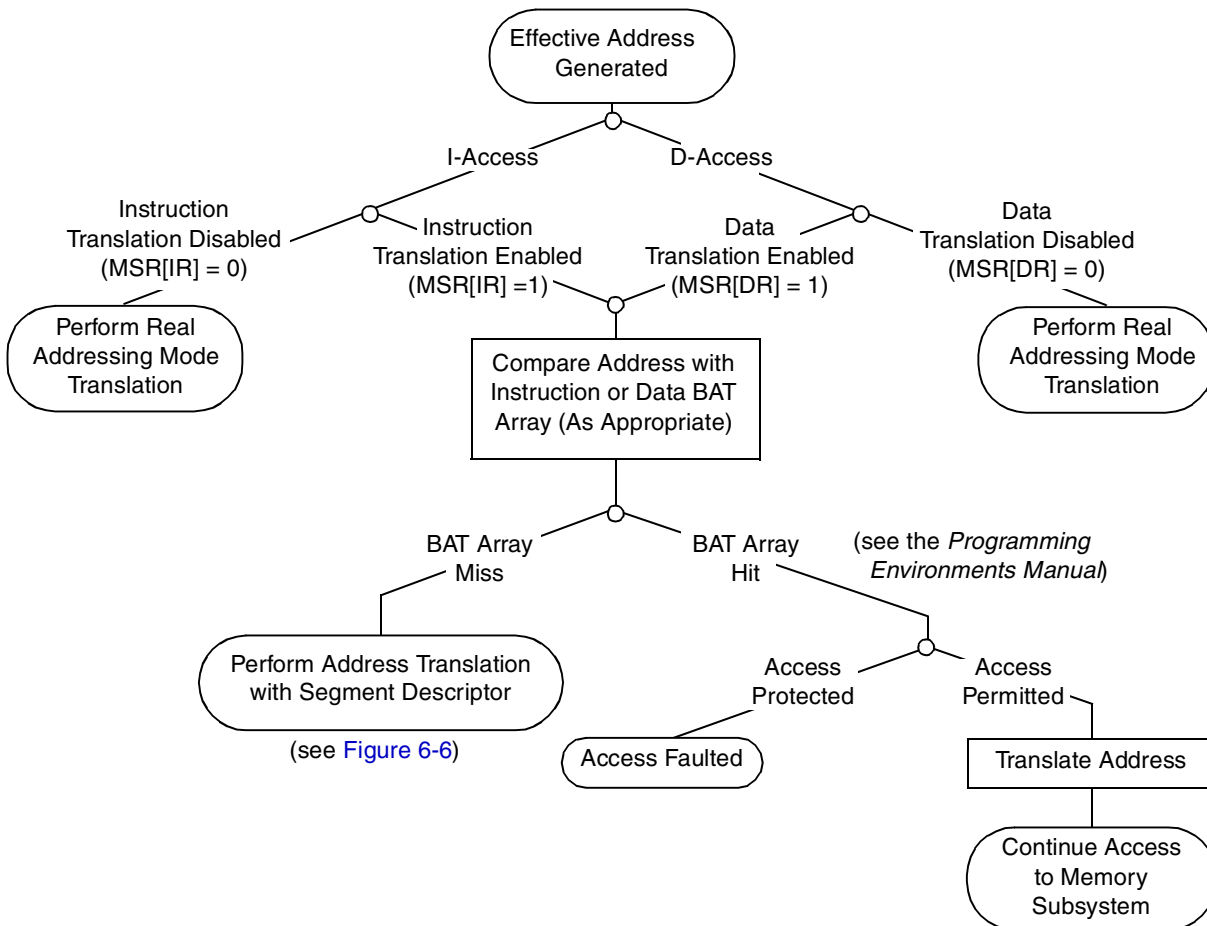 Effective Address
Generated
I-Access
D-Access
Instruction
Translation Disabled
(MSR[IR] = 0)
Instruction
Translation Enabled
(MSR[IR] =1)
Data
Translation Enabled
(MSR[DR] = 1)
Data
Translation Disabled
(MSR[DR] = 0)
Perform Real
Addressing Mode
Translation
Perform Real
Addressing Mode
Translation
Compare Address with
Instruction or Data BAT
Array (As Appropriate)
BAT Array
Miss
BAT Array
Hit
(see the Programming
Environments Manual)
Perform Address Translation
with Segment Descriptor
(see Figure 6-6)
Access
Protected
Access
Permitted
Access Faulted
Translate Address
Continue Access
to Memory
Subsystem